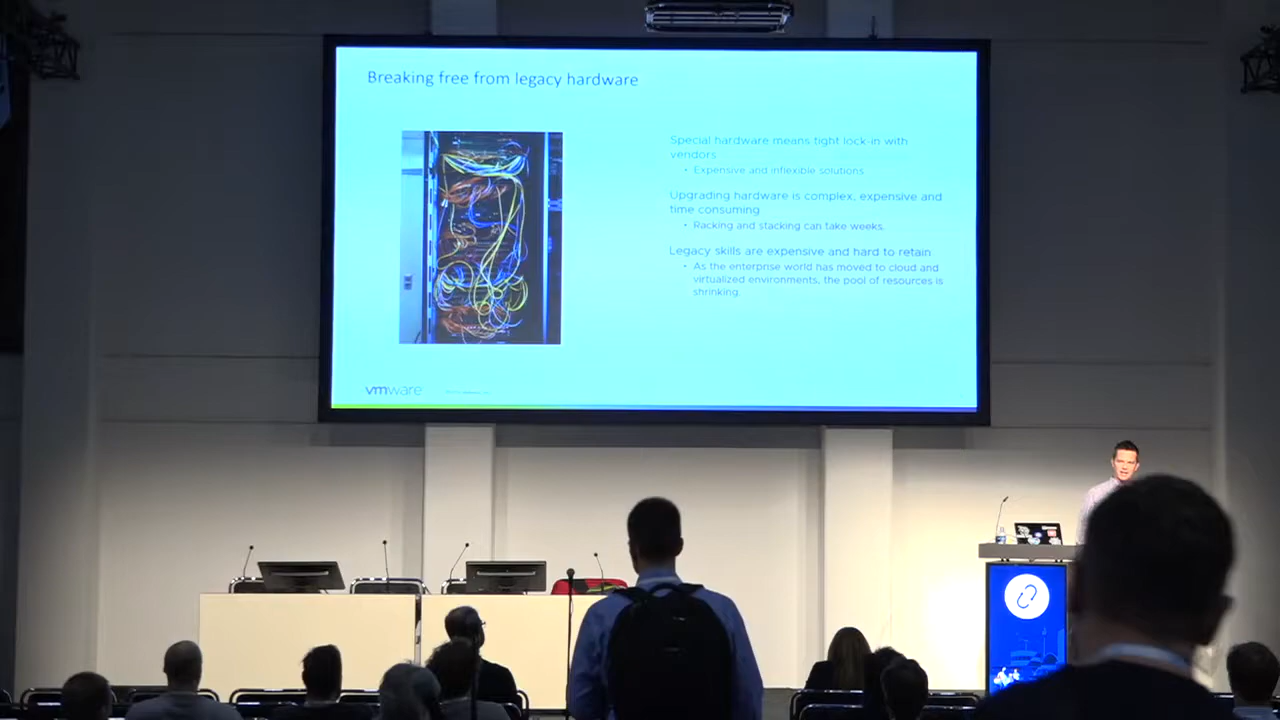 Breaking free from legacy hardware
Special hardware means tight lock-in with
vendors
• Expensive and inflexible solutions
Upgrading hardware is complex, expensive and
time consuming
• Racking and stacking can take weeks.
Legacy skills are expensive and hard to retain
• As the enterprise world has moved to cloud and
virtualized environments, the pool of resources is
shrinking.
vmware